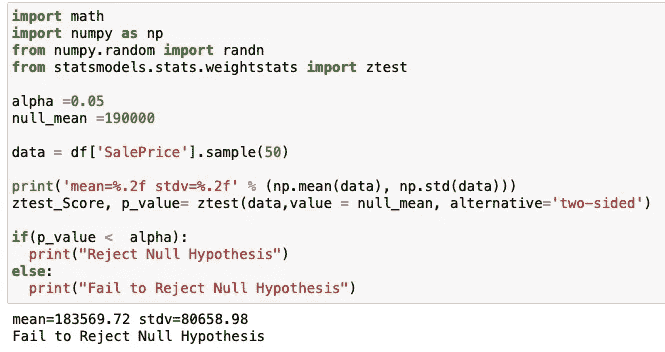 import math
import numpy as np
from numpy.random import randn
from statsmodels.stats.weightstats import ztest
alpha =0.05
null_mean =190000
data = df['SalePrice'].sample(50)
print('mean=%.2f stdv=%.2f' % (np.mean(data), np.std(data)))
ztest_Score, p_value= ztest(data,value = null_mean, alternative='two-sided')
if(p_value <  alpha):
  print("Reject Null Hypothesis")
else:
  print("Fail to Reject Null Hypothesis")
mean=183569.72 stdv=80658.98
Fail to Reject Null Hypothesis